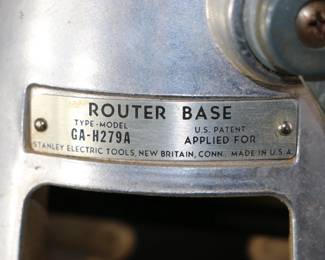 ROUTER BASE
TYPE-MODEL U.S. PATENT
GA-H279A APPLIED FOR
STANLEY ELECTRIC TOOLS, NEW BRITAIN, CONN., MADE IN U.S.A.